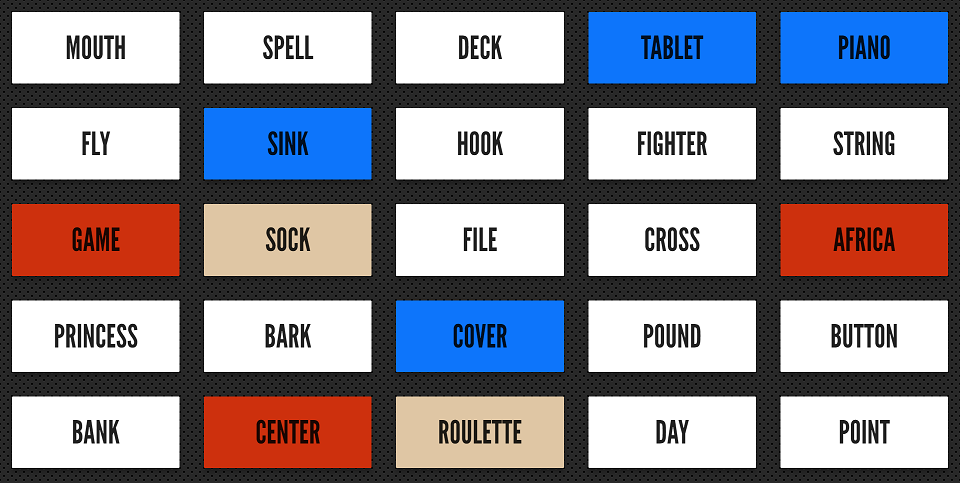 MOUTH SPELL DECK TABLET PIANO
FLY SINK HOOK FIGHTER STRING
GAME SOCK FILE CROSS AFRICA
PRINCESS BARK COVER POUND BUTTON
BANK CENTER ROULETTE DAY POINT